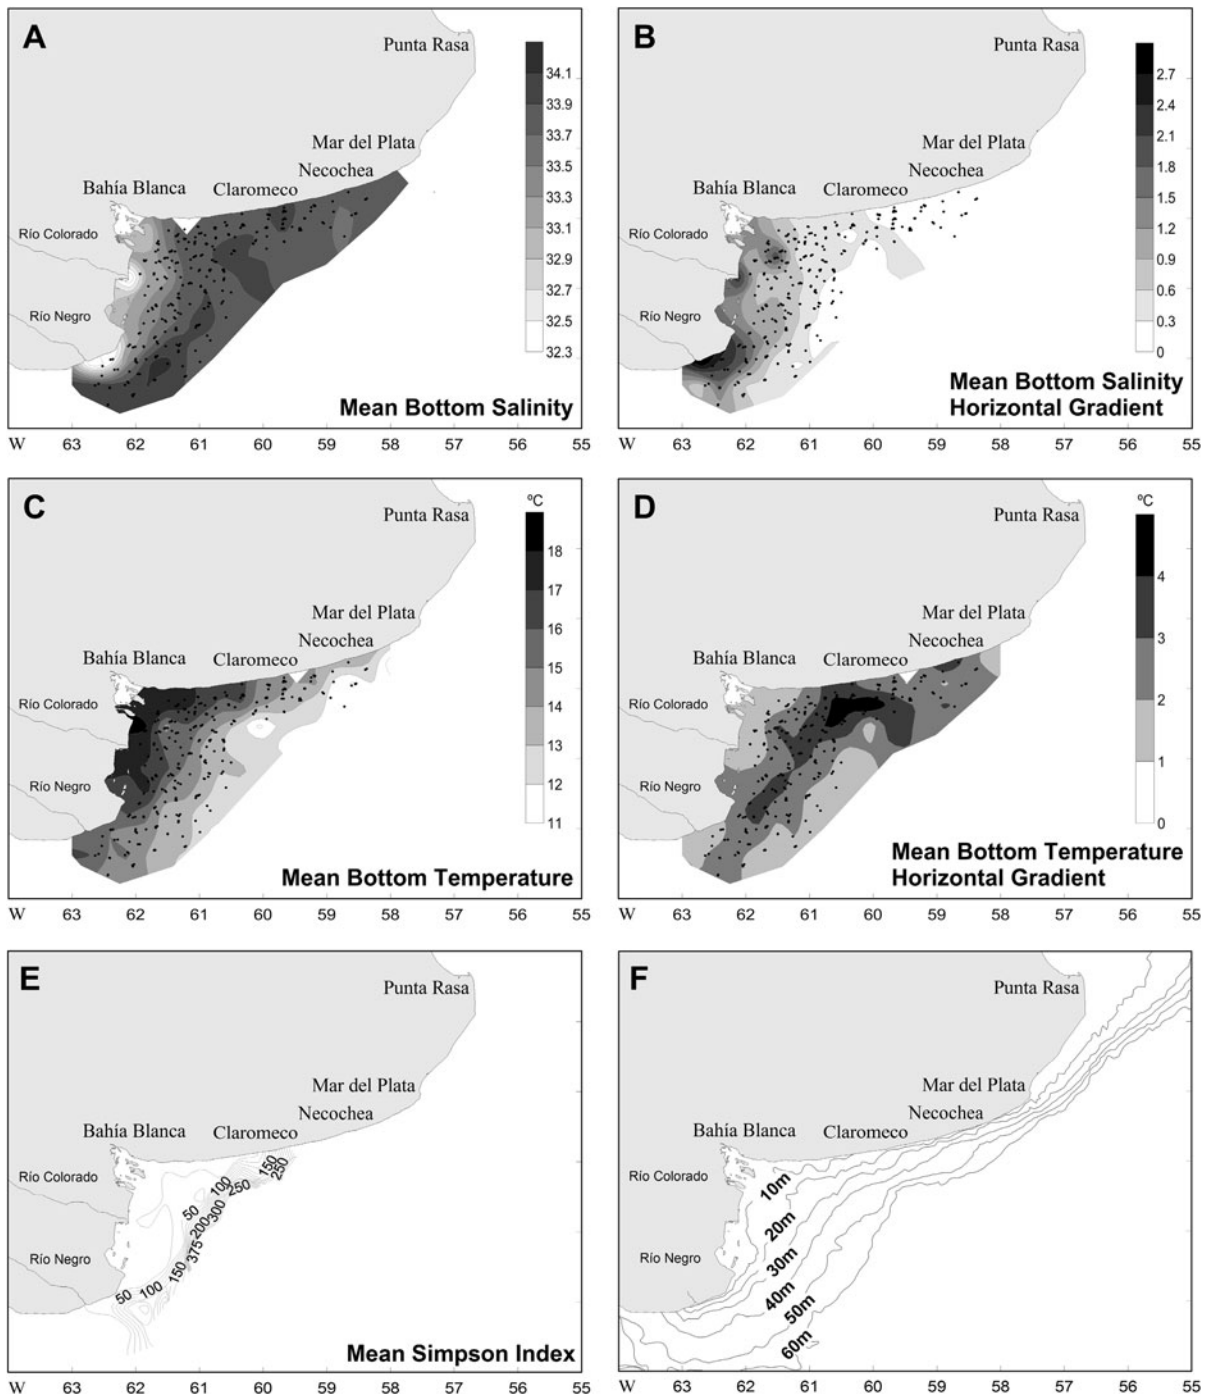 A
Punta Rasa
Mar del Plata
Necochea
Bahía Blanca
Claromeco
Río Colorado
Río Negro
34.1
33.9
33.7
33.5
33.3
33.1
32.9
32.7
32.5
32.3
Mean Bottom Salinity
W 63 62 61 60 59 58 57 56 55
B
Punta Rasa
Mar del Plata
Necochea
Bahía Blanca
Claromeco
Río Colorado
Río Negro
2.7
2.4
2.1
1.8
1.5
1.2
0.9
0.6
0.3
0
Mean Bottom Salinity
Horizontal Gradient
W 63 62 61 60 59 58 57 56 55
C
Punta Rasa
Mar del Plata
Necochea
Bahía Blanca
Claromeco
Río Colorado
Río Negro
ºC
18
17
16
15
14
13
12
11
Mean Bottom Temperature
W 63 62 61 60 59 58 57 56 55
D
Punta Rasa
Mar del Plata
Necochea
Bahía Blanca
Claromeco
Río Colorado
Río Negro
ºC
4
3
2
1
0
Mean Bottom Temperature
Horizontal Gradient
W 63 62 61 60 59 58 57 56 55
E
Punta Rasa
Mar del Plata
Necochea
Bahía Blanca
Claromeco
Río Colorado
Río Negro
150
250
100
250
50
300
200
375
150
100
50
Mean Simpson Index
W 63 62 61 60 59 58 57 56 55
F
Punta Rasa
Mar del Plata
Necochea
Bahía Blanca
Claromeco
Río Colorado
Río Negro
10m
20m
30m
40m
50m
60m
W 63 62 61 60 59 58 57 56 55